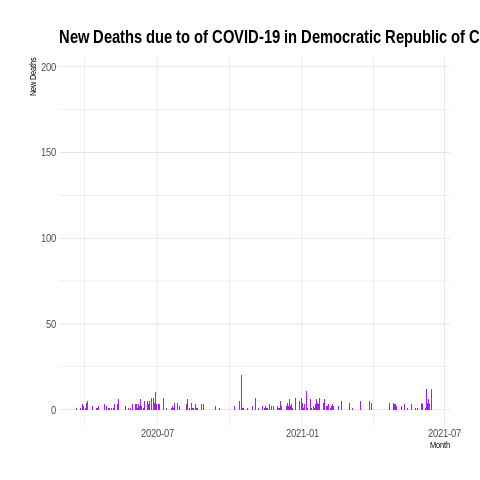 New Deaths due to of COVID-19 in Democratic Republic of C
New Deaths
200
150
100
50
0
2020-07 2021-01 2021-07
Month